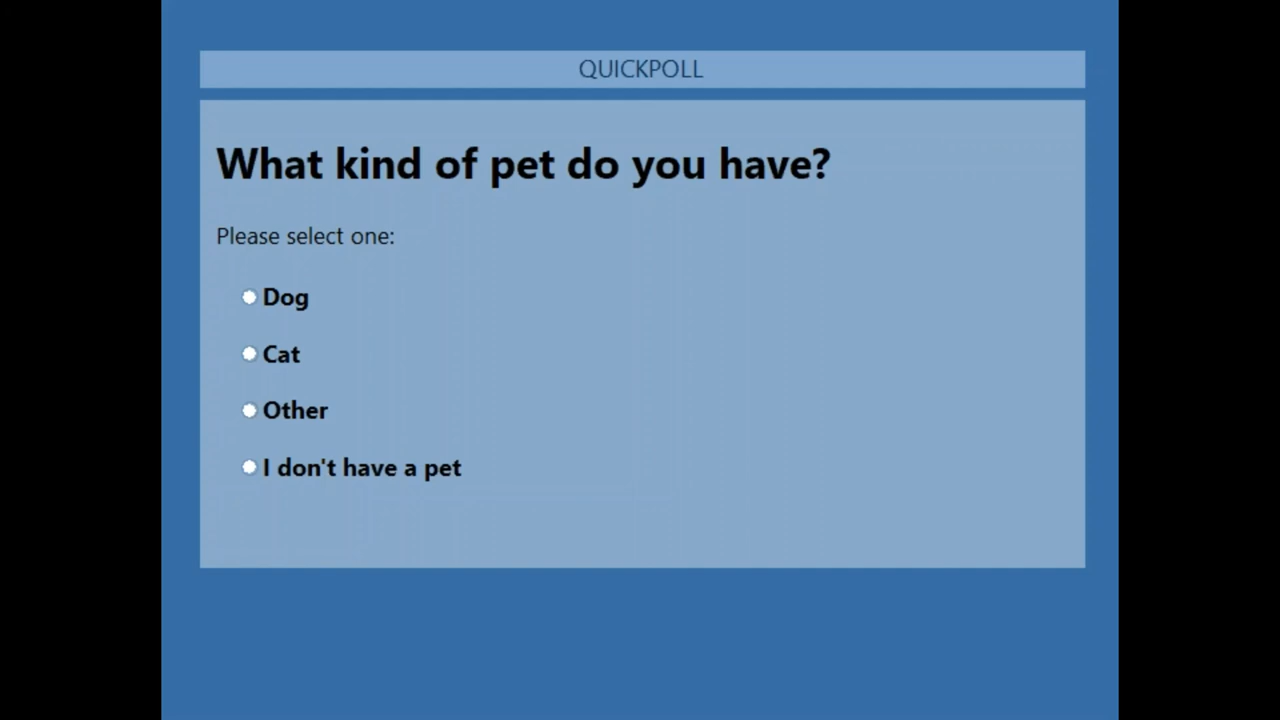 QUICKPOLL
What kind of pet do you have?
Please select one:
Dog
Cat
Other
I don't have a pet